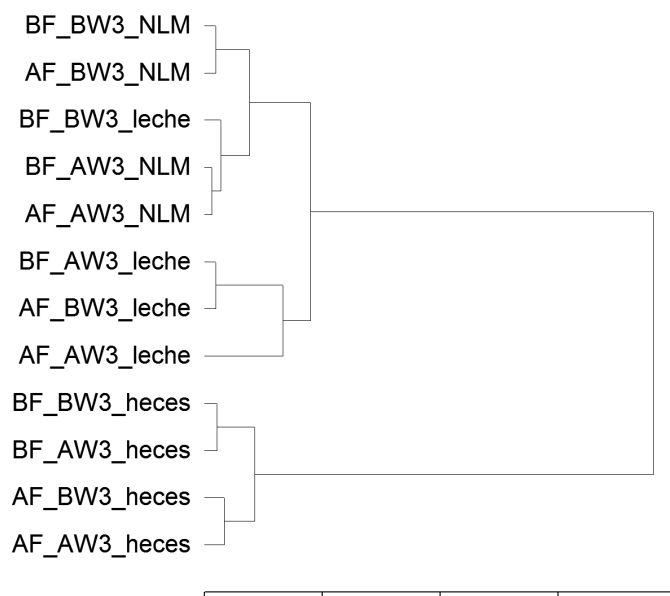 BF_BW3_NLM
AF_BW3_NLM
BF_BW3_leche
BF_AW3_NLM
AF_AW3_NLM
BF_AW3_leche
AF_BW3_leche
AF_AW3_leche
BF_BW3_heces
BF_AW3_heces
AF_BW3_heces
AF_AW3_heces